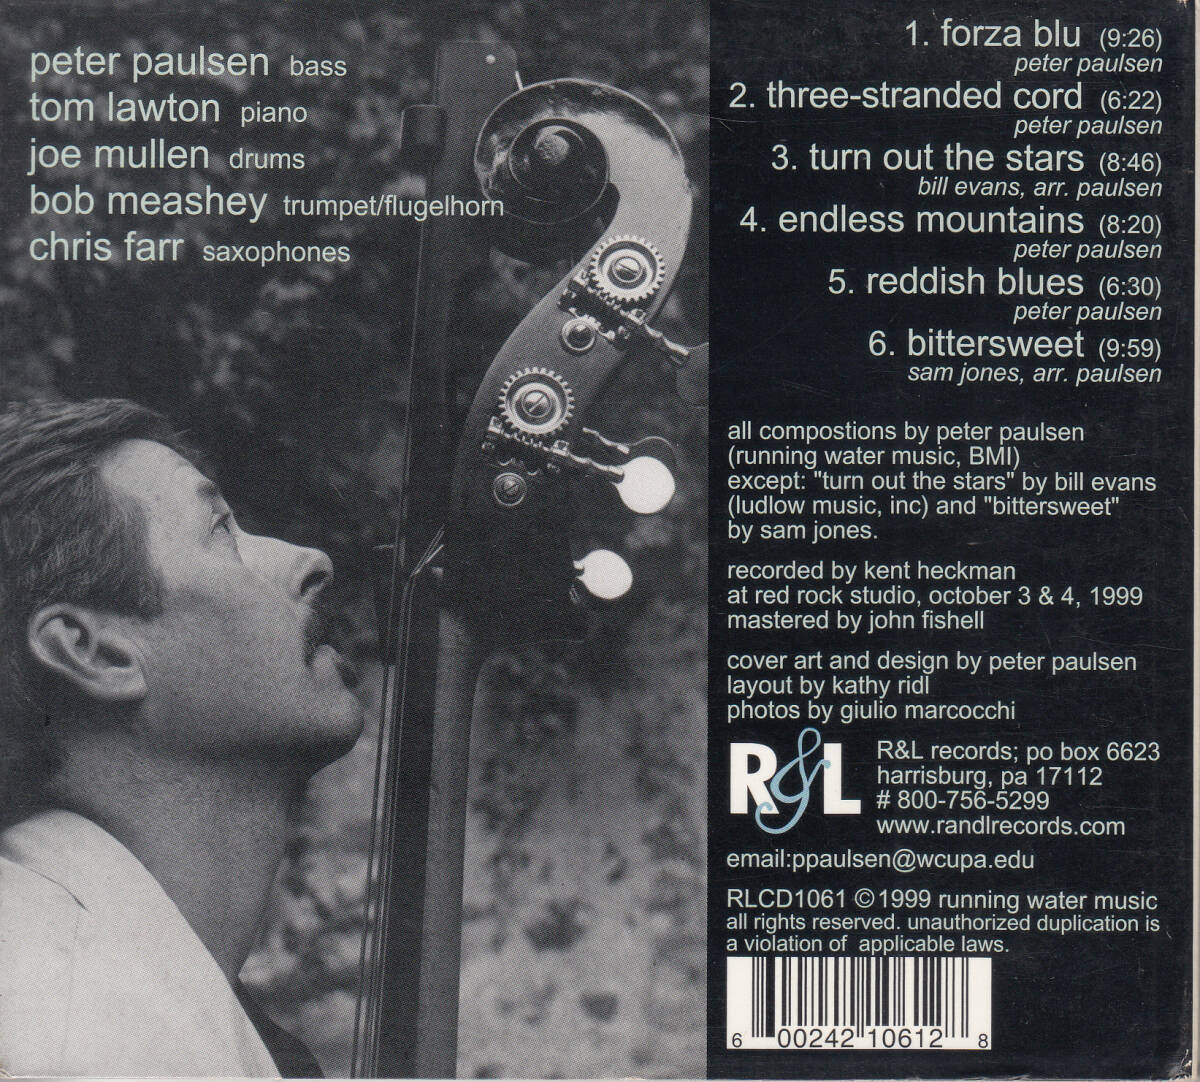 peter paulsen bass
tom lawton piano
joe mullen drums
bob meashey trumpet/flugelhorn
chris farr saxophones
1. forza blu (9:26)
peter paulsen
2. three-stranded cord (6:22)
peter paulsen
3. turn out the stars (8:46)
bill evans, arr. paulsen
4. endless mountains (8:20)
peter paulsen
5. reddish blues (6:30)
peter paulsen
6. bittersweet (9:59)
sam jones, arr. paulsen
all compostions by peter paulsen
(running water music, BMI)
except: "turn out the stars" by bill evans
(ludlow music, inc) and "bittersweet"
by sam jones.
recorded by kent heckman
at red rock studio, october 3 & 4, 1999
mastered by john fishell
cover art and design by peter paulsen
layout by kathy ridl
photos by giulio marcocchi
R&L
R&L records; po box 6623
harrisburg, pa 17112
# 800-756-5299
www.randlrecords.com
email:ppaulsen@wcupa.edu
RLCD1061 ©1999 running water music
all rights reserved. unauthorized duplication is
a violation of applicable laws.
6 00242 10612 8